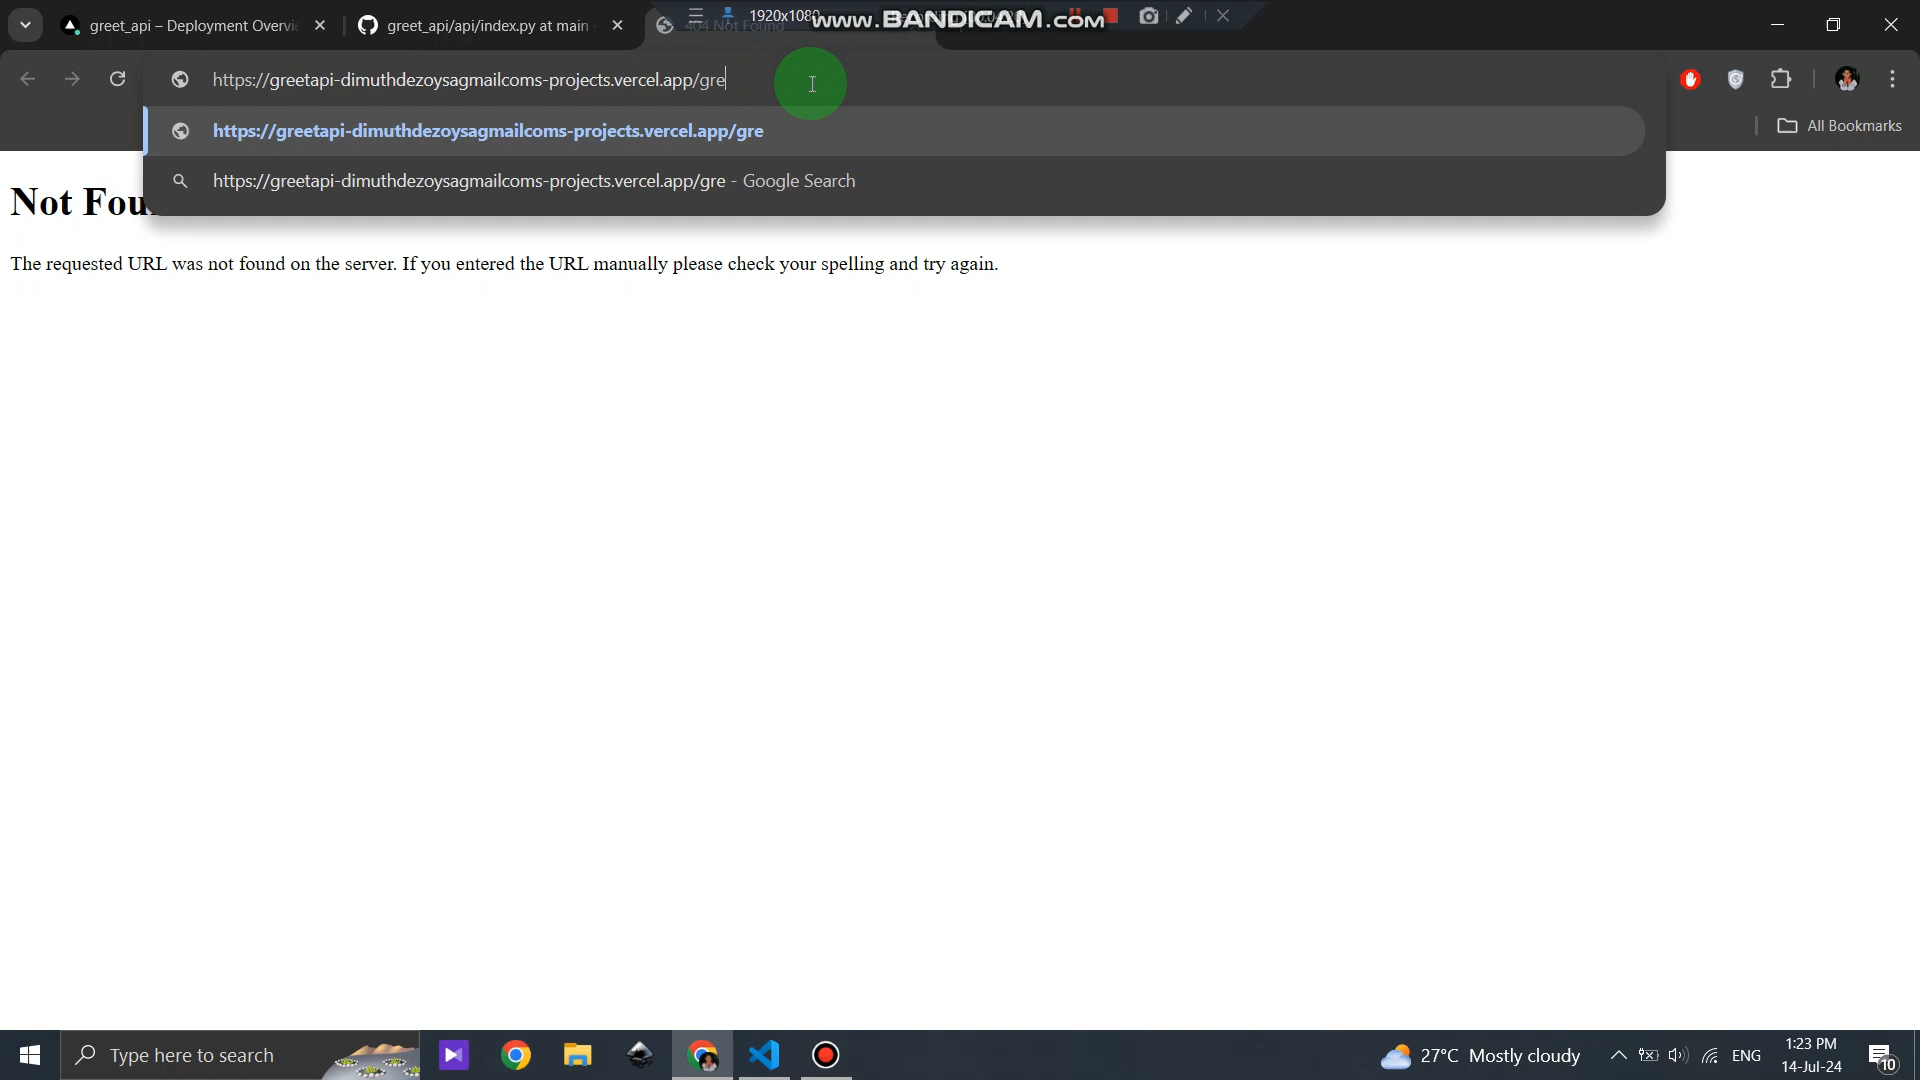 greet_api – Deployment Overvi
greet_api/api/index.py at main
404 Not Found
1920x1080
www.BANDICAM.com
https://greetapi-dimuthdezoysagmailcoms-projects.vercel.app/gre
https://greetapi-dimuthdezoysagmailcoms-projects.vercel.app/gre
https://greetapi-dimuthdezoysagmailcoms-projects.vercel.app/gre - Google Search
All Bookmarks
Not Fou
The requested URL was not found on the server. If you entered the URL manually please check your spelling and try again.
Type here to search
27°C Mostly cloudy
ENG
1:23 PM
14-Jul-24
10